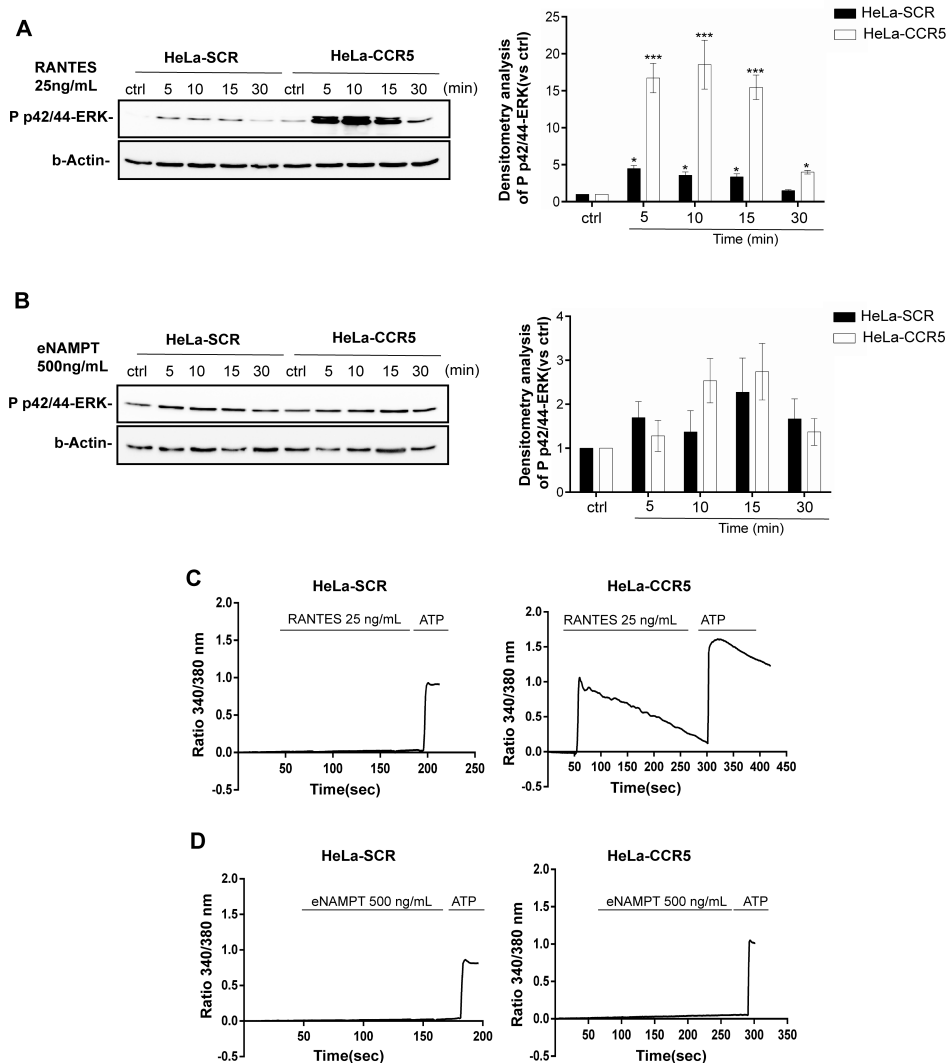 A
RANTES
25ng/mL
HeLa-SCR
HeLa-CCR5
ctrl 5 10 15 30 ctrl 5 10 15 30 (min)
P p42/44-ERK-
b-Actin-
Densitometry analysis
of P p42/44-ERK(vs ctrl)
25
20
15
10
5
0
* *** * *** * *** *
ctrl 5 10 15 30
Time (min)
HeLa-SCR
HeLa-CCR5
B
eNAMPT
500ng/mL
HeLa-SCR
HeLa-CCR5
ctrl 5 10 15 30 ctrl 5 10 15 30 (min)
P p42/44-ERK-
b-Actin-
Densitometry analysis
of P p42/44-ERK(vs ctrl)
4
3
2
1
0
ctrl 5 10 15 30
Time (min)
HeLa-SCR
HeLa-CCR5
C
HeLa-SCR
RANTES 25 ng/mL ATP
Ratio 340/380 nm
2.0
1.5
1.0
0.5
0.0
-0.5
50 100 150 200 250
Time(sec)
HeLa-CCR5
RANTES 25 ng/mL ATP
Ratio 340/380 nm
2.0
1.5
1.0
0.5
0.0
-0.5
50 100 150 200 250 300 350 400 450
Time(sec)
D
HeLa-SCR
eNAMPT 500 ng/mL ATP
Ratio 340/380 nm
2.0
1.5
1.0
0.5
0.0
-0.5
50 100 150 200
Time(sec)
HeLa-CCR5
eNAMPT 500 ng/mL ATP
Ratio 340/380 nm
2.0
1.5
1.0
0.5
0.0
-0.5
50 100 150 200 250 300 350
Time(sec)